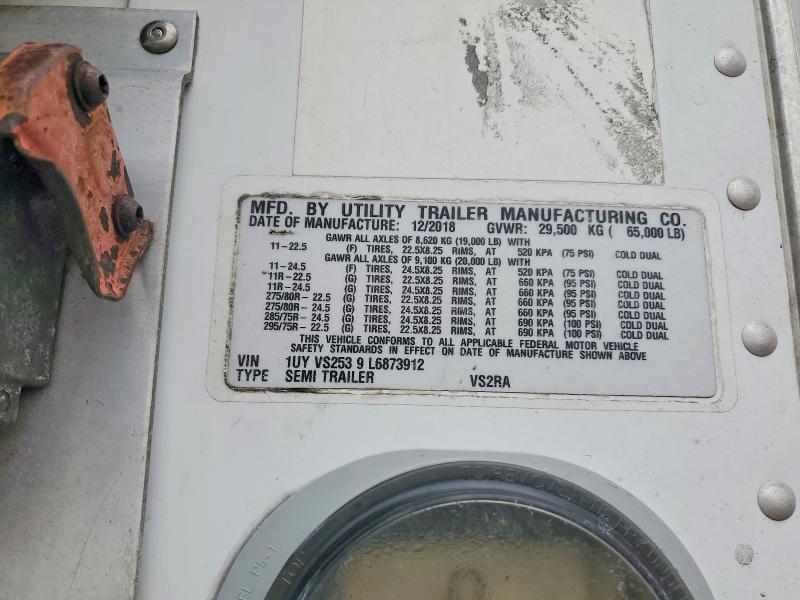 MFD. BY UTILITY TRAILER MANUFACTURING CO.
DATE OF MANUFACTURE: 12/2018 GVWR: 29,500 KG ( 65,000 LB)
GAWR ALL AXLES OF 8,620 KG (19,000 LB) WITH
11-22.5 (F) TIRES, 22.5X8.25 RIMS, AT 520 KPA (75 PSI) COLD DUAL
GAWR ALL AXLES OF 9,100 KG (20,000 LB) WITH
11-24.5 (F) TIRES, 24.5X8.25 RIMS, AT 520 KPA (75 PSI) COLD DUAL
11R-22.5 (G) TIRES, 22.5X8.25 RIMS, AT 660 KPA (95 PSI) COLD DUAL
11R-24.5 (G) TIRES, 24.5X8.25 RIMS, AT 660 KPA (95 PSI) COLD DUAL
275/80R - 22.5 (G) TIRES, 22.5X8.25 RIMS, AT 660 KPA (95 PSI) COLD DUAL
275/80R - 24.5 (G) TIRES, 24.5X8.25 RIMS, AT 660 KPA (95 PSI) COLD DUAL
285/75R - 24.5 (G) TIRES, 24.5X8.25 RIMS, AT 690 KPA (100 PSI) COLD DUAL
295/75R - 22.5 (G) TIRES, 22.5X8.25 RIMS, AT 690 KPA (100 PSI) COLD DUAL
THIS VEHICLE CONFORMS TO ALL APPLICABLE FEDERAL MOTOR VEHICLE
SAFETY STANDARDS IN EFFECT ON DATE OF MANUFACTURE SHOWN ABOVE
VIN 1UY VS253 9 L6873912
TYPE SEMI TRAILER VS2RA